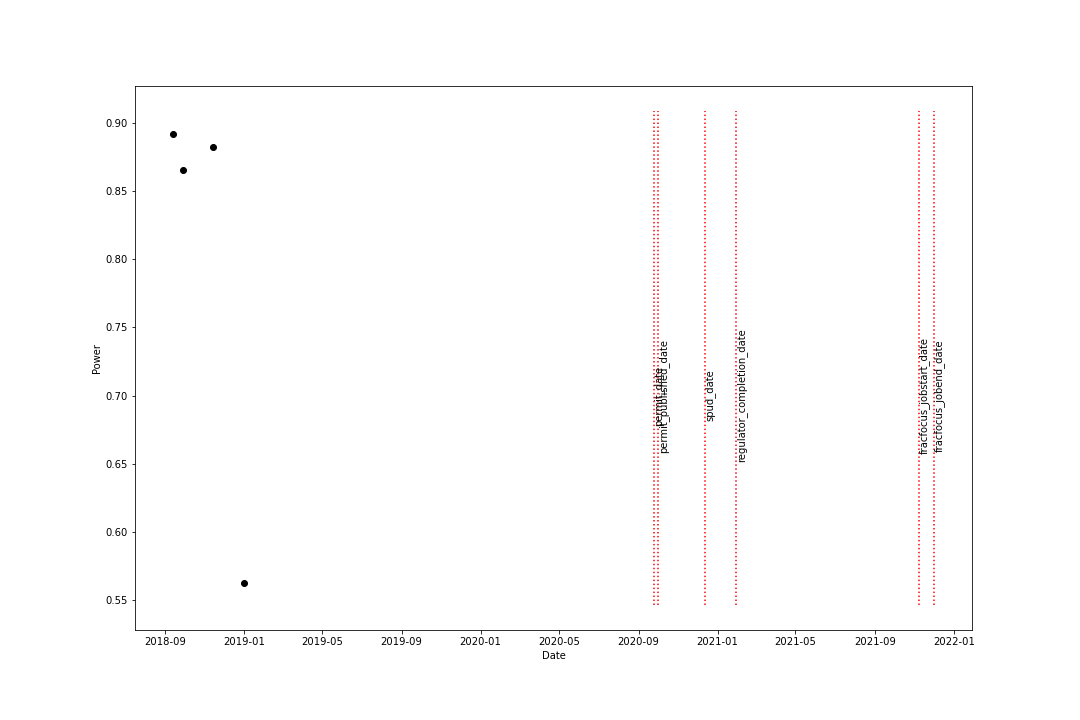 0.90
0.85
0.80
0.75
0.70
0.65
0.60
0.55
Power
permit_date
permit_published_date
spud_date
regulator_completion_date
fracfocus_jobstart_date
fracfocus_jobend_date
2018-09
2019-01
2019-05
2019-09
2020-01
2020-05
2020-09
2021-01
2021-05
2021-09
2022-01
Date